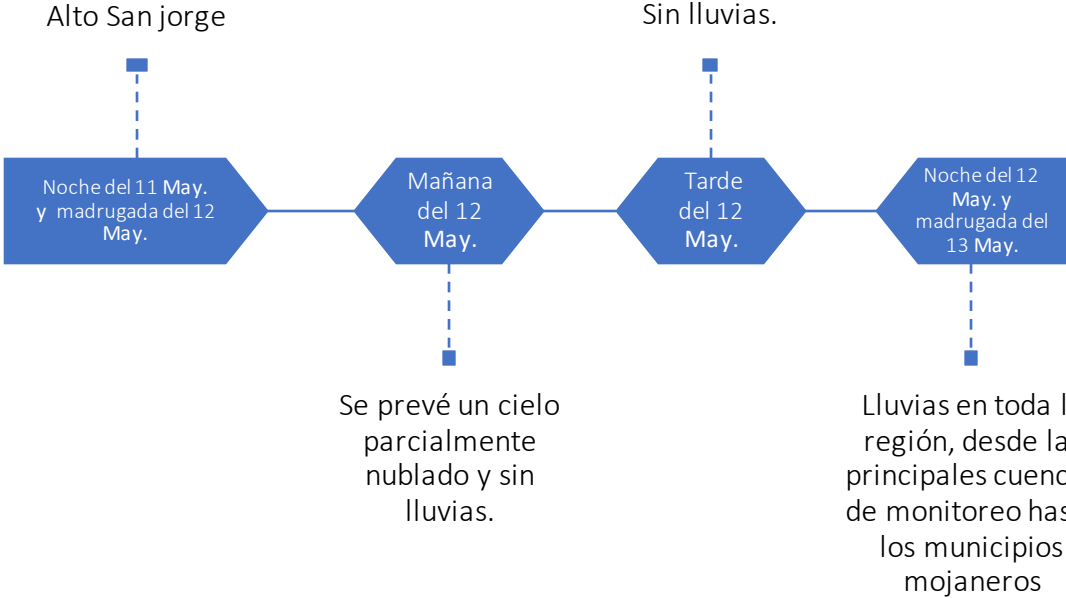 Alto San jorge
Sin lluvias.
Noche del 11 May.
y madrugada del 12
May.
Mañana
del 12
May.
Tarde
del 12
May.
Noche del 12
May. y
madrugada del
13 May.
Se prevé un cielo
parcialmente
nublado y sin
lluvias.
Lluvias en toda l
región, desde la
principales cuenc
de monitoreo has
los municipios
mojaneros